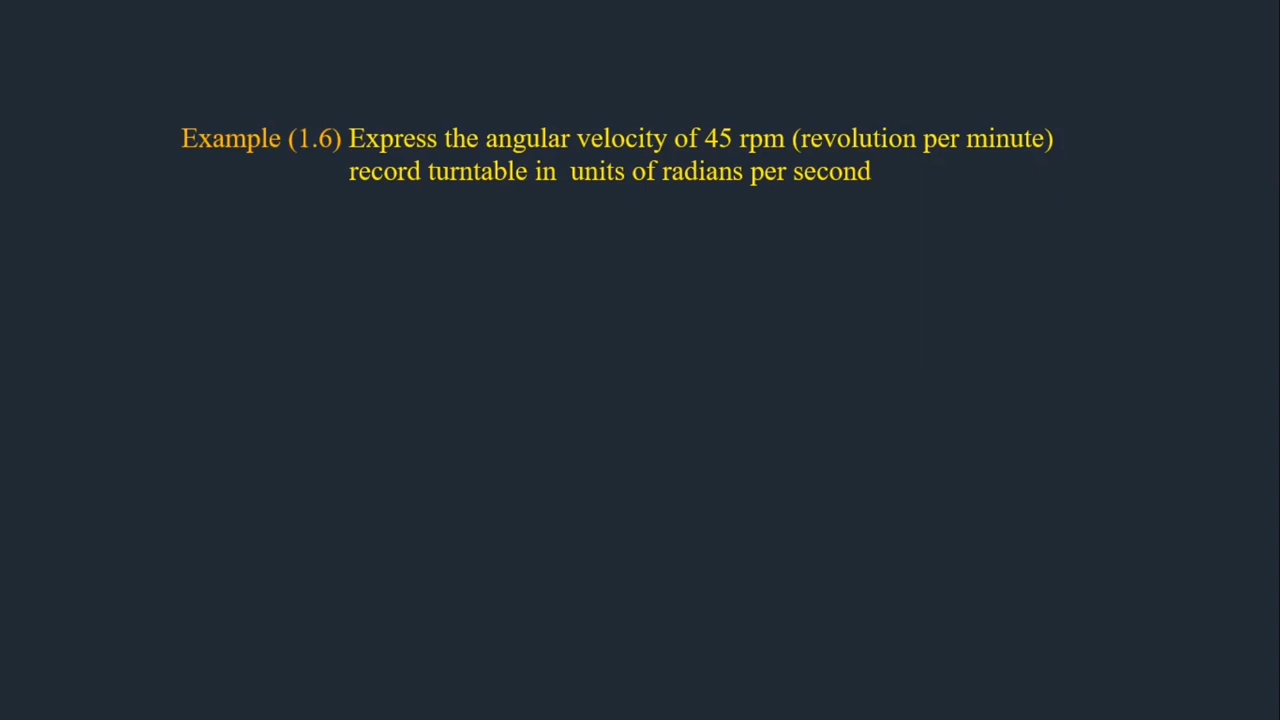 Example (1.6) Express the angular velocity of 45 rpm (revolution per minute)
record turntable in  units of radians per second